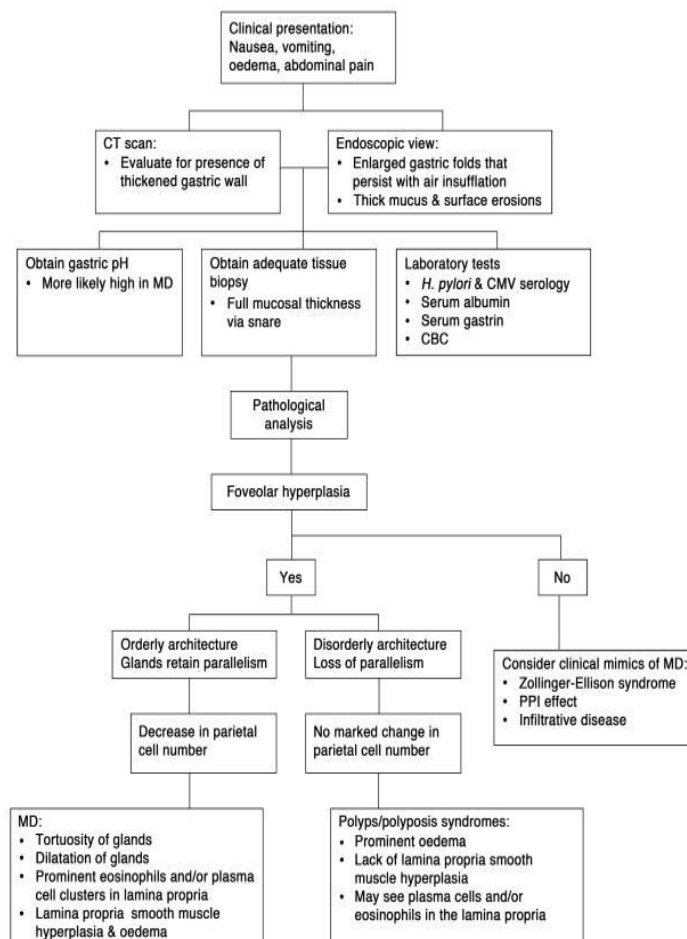 Clinical presentation:
Nausea, vomiting,
oedema, abdominal pain
CT scan:
• Evaluate for presence of
thickened gastric wall
Endoscopic view:
• Enlarged gastric folds that
persist with air insufflation
• Thick mucus & surface erosions
Obtain gastric pH
• More likely high in MD
Obtain adequate tissue
biopsy
• Full mucosal thickness
via snare
Laboratory tests
• H. pylori & CMV serology
• Serum albumin
• Serum gastrin
• CBC
Pathological
analysis
Foveolar hyperplasia
Yes
No
Orderly architecture
Glands retain parallelism
Disorderly architecture
Loss of parallelism
Consider clinical mimics of MD:
• Zollinger-Ellison syndrome
• PPI effect
• Infiltrative disease
Decrease in parietal
cell number
No marked change in
parietal cell number
MD:
• Tortuosity of glands
• Dilatation of glands
• Prominent eosinophils and/or plasma
cell clusters in lamina propria
• Lamina propria smooth muscle
hyperplasia & oedema
Polyps/polyposis syndromes:
• Prominent oedema
• Lack of lamina propria smooth
muscle hyperplasia
• May see plasma cells and/or
eosinophils in the lamina propria